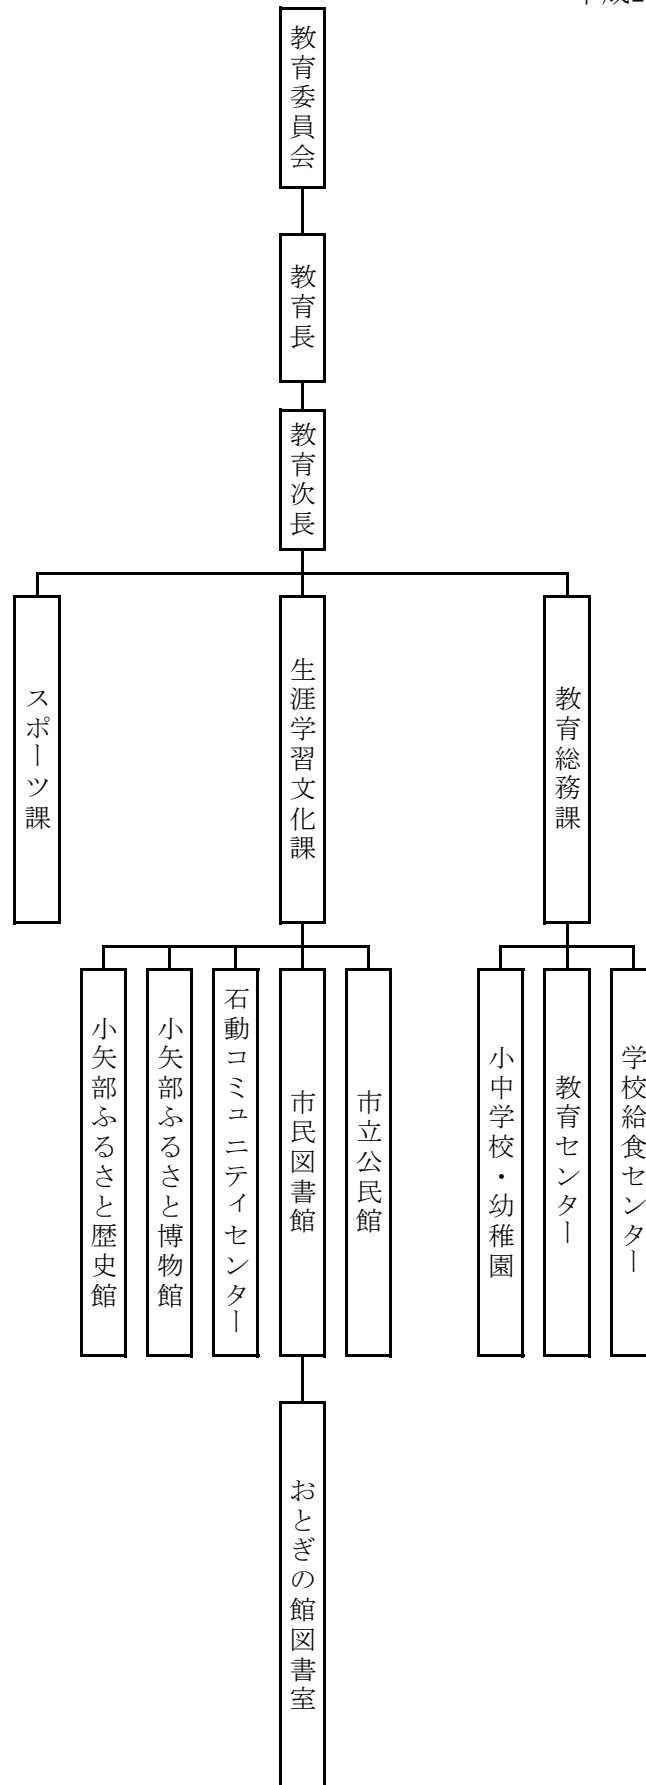 教育委員会
教育長
教育次長
教育総務課
生涯学習文化課
スポーツ課
学校給食センター
教育センター
小中学校・幼稚園
市立公民館
市民図書館
石動コミュニティセンター
小矢部ふるさと博物館
小矢部ふるさと歴史館
おとぎの館図書室